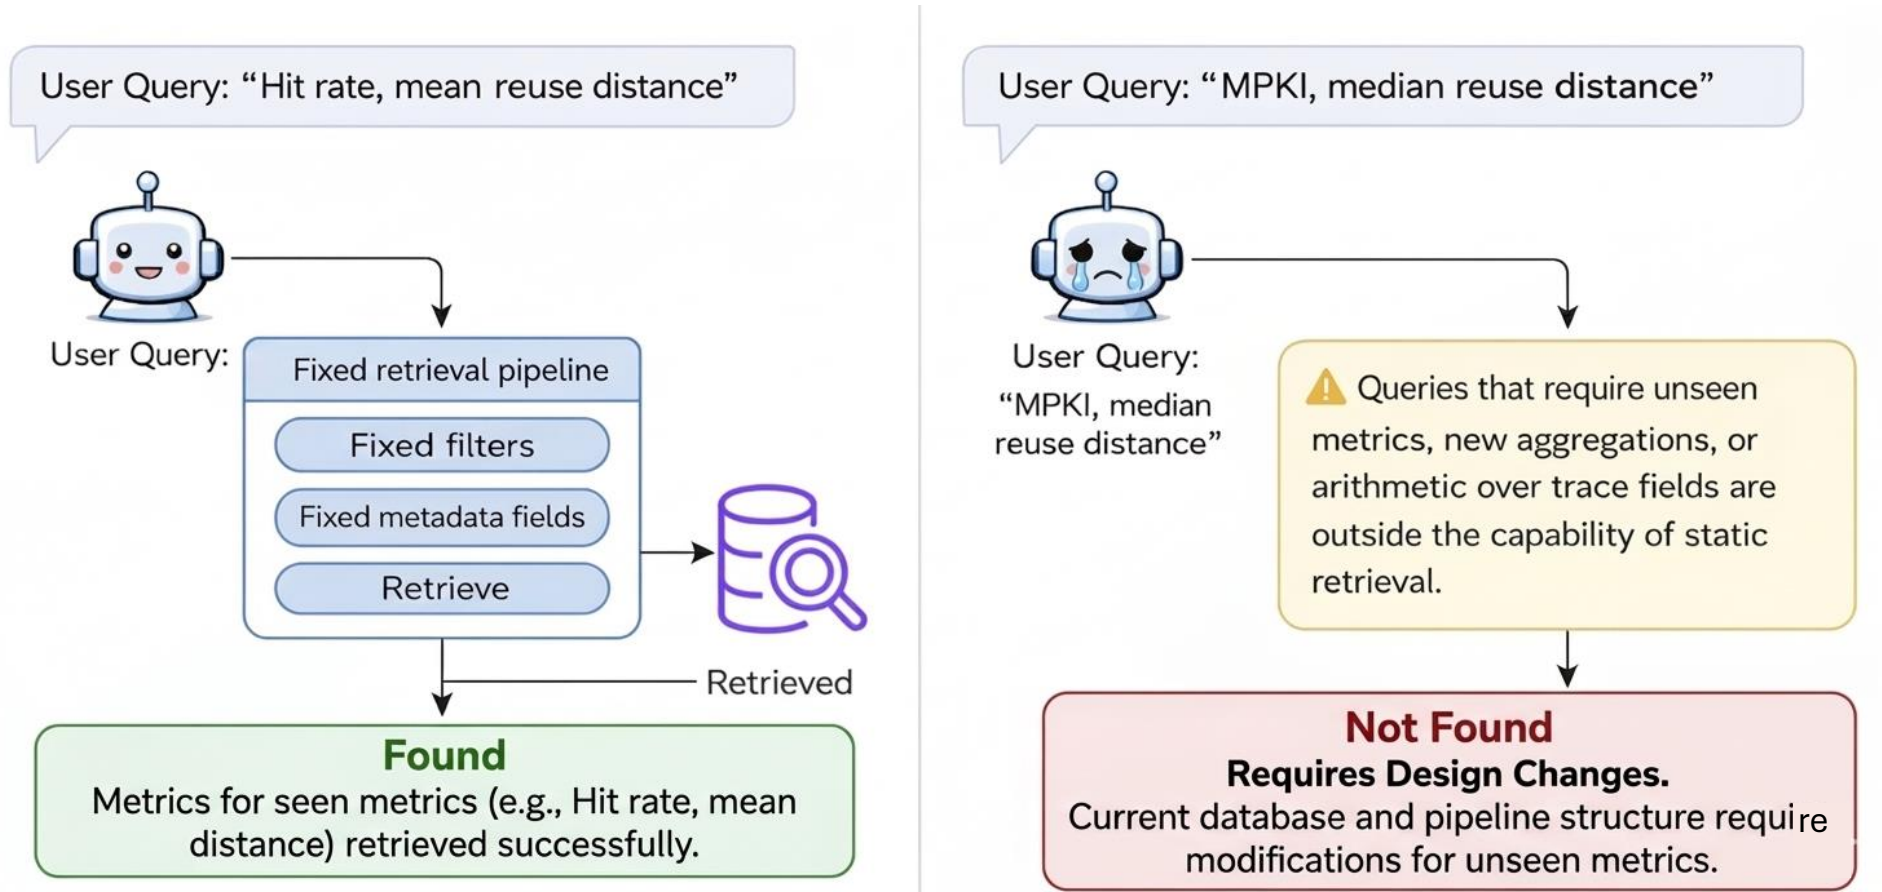 User Query: “Hit rate, mean reuse distance”
User Query:
Fixed retrieval pipeline
Fixed filters
Fixed metadata fields
Retrieve
Retrieved
Found
Metrics for seen metrics (e.g., Hit rate, mean
distance) retrieved successfully.
User Query: “MPKI, median reuse distance”
User Query:
“MPKI, median
reuse distance”
Queries that require unseen
metrics, new aggregations, or
arithmetic over trace fields are
outside the capability of static
retrieval.
Not Found
Requires Design Changes.
Current database and pipeline structure require
modifications for unseen metrics.